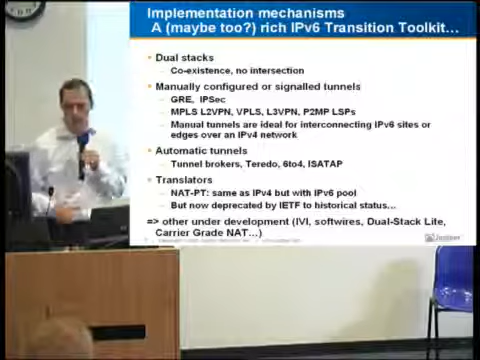 Implementation mechanisms
A (maybe too?) rich IPv6 Transition Toolkit…
Dual stacks
– Co-existence, no intersection
Manually configured or signalled tunnels
– GRE, IPSec
– MPLS L2VPN, VPLS, L3VPN, P2MP LSPs
– Manual tunnels are ideal for interconnecting IPv6 sites or
edges over an IPv4 network
Automatic tunnels
– Tunnel brokers, Teredo, 6to4, ISATAP
Translators
– NAT-PT: same as IPv4 but with IPv6 pool
– But now deprecated by IETF to historical status…
=> other under development (IVI, softwires, Dual-Stack Lite,
Carrier Grade NAT…)
Juniper